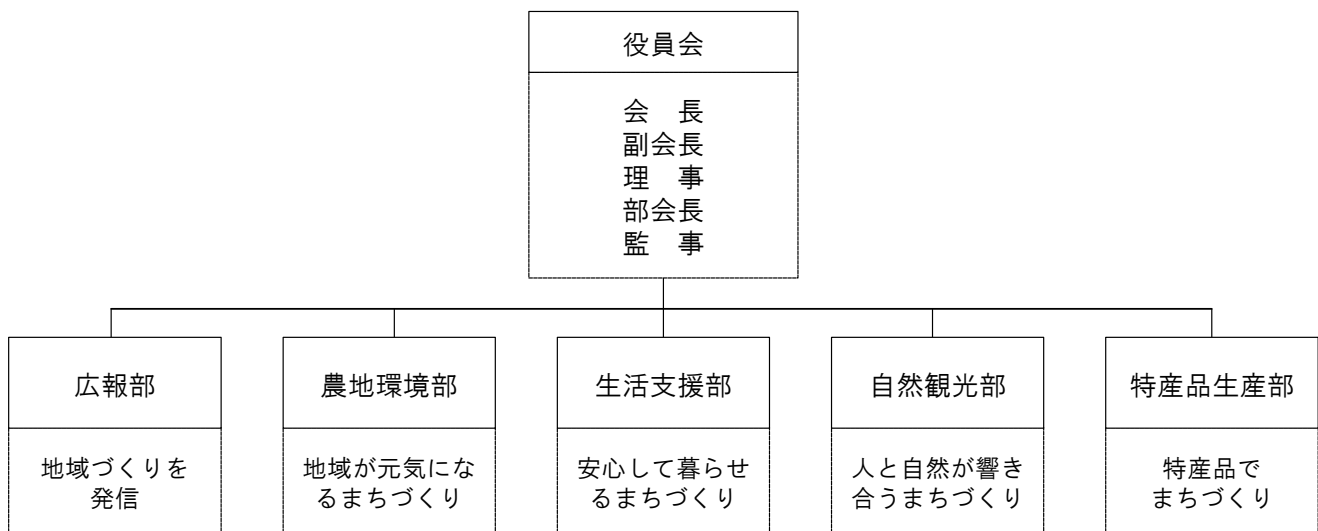 役員会
会　長
副会長
理　事
部会長
監　事
広報部
地域づくりを
発信
農地環境部
地域が元気にな
るまちづくり
生活支援部
安心して暮らせ
るまちづくり
自然観光部
人と自然が響き
合うまちづくり
特産品生産部
特産品で
まちづくり